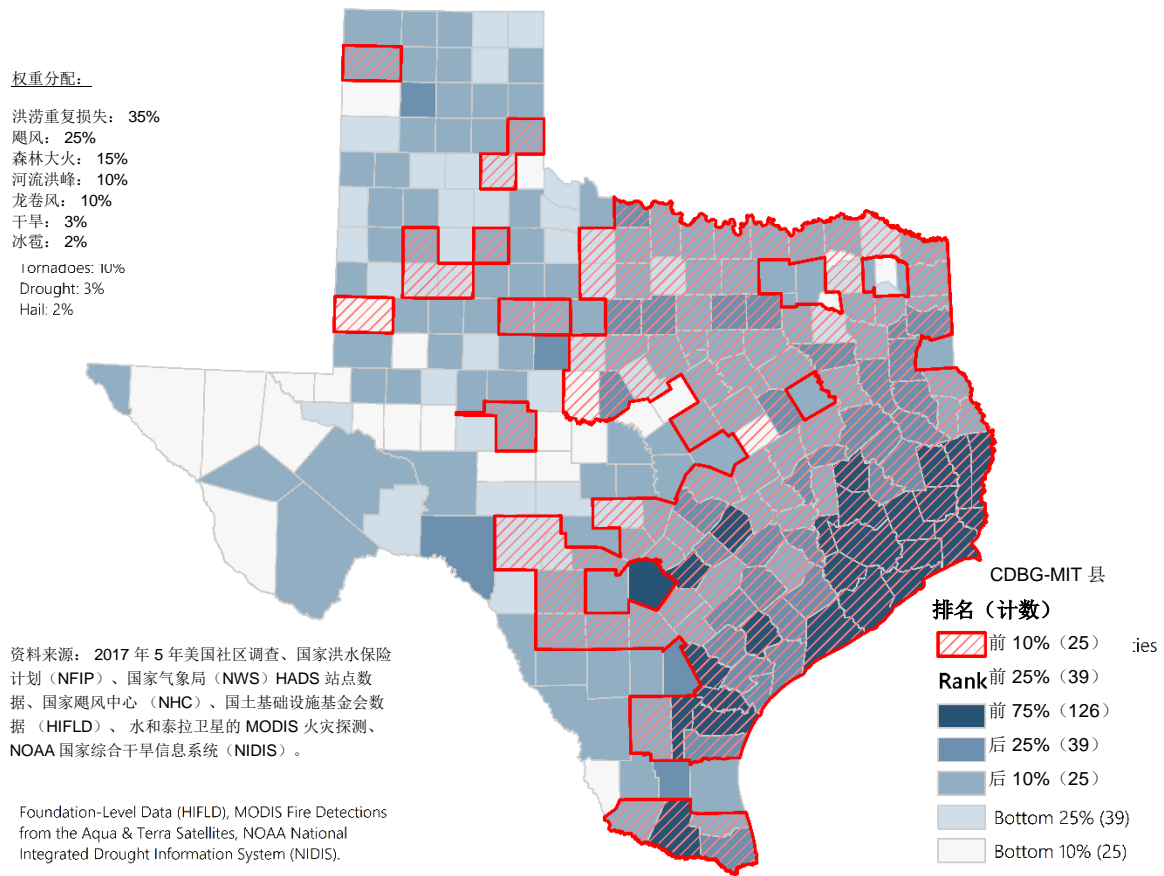 权重分配：
洪涝重复损失： 35%
飓风： 25%
森林大火： 15%
河流洪峰： 10%
龙卷风： 10%
干旱： 3%
冰雹： 2%
Tornadoes: 10%
Drought: 3%
Hail: 2%
资料来源： 2017 年 5 年美国社区调查、国家洪水保险
计划（NFIP）、国家气象局（NWS）HADS 站点数
据、国家飓风中心 （NHC）、国土基础设施基金会数
据 （HIFLD）、 水和泰拉卫星的 MODIS 火灾探测、
NOAA 国家综合干旱信息系统（NIDIS）。
Foundation-Level Data (HIFLD), MODIS Fire Detections
from the Aqua & Terra Satellites, NOAA National
Integrated Drought Information System (NIDIS).
CDBG-MIT 县
排名（计数）
前 10%（25） ties
Rank前 25%（39）
前 75%（126）
后 25%（39）
后 10%（25）
Bottom 25% (39)
Bottom 10% (25)